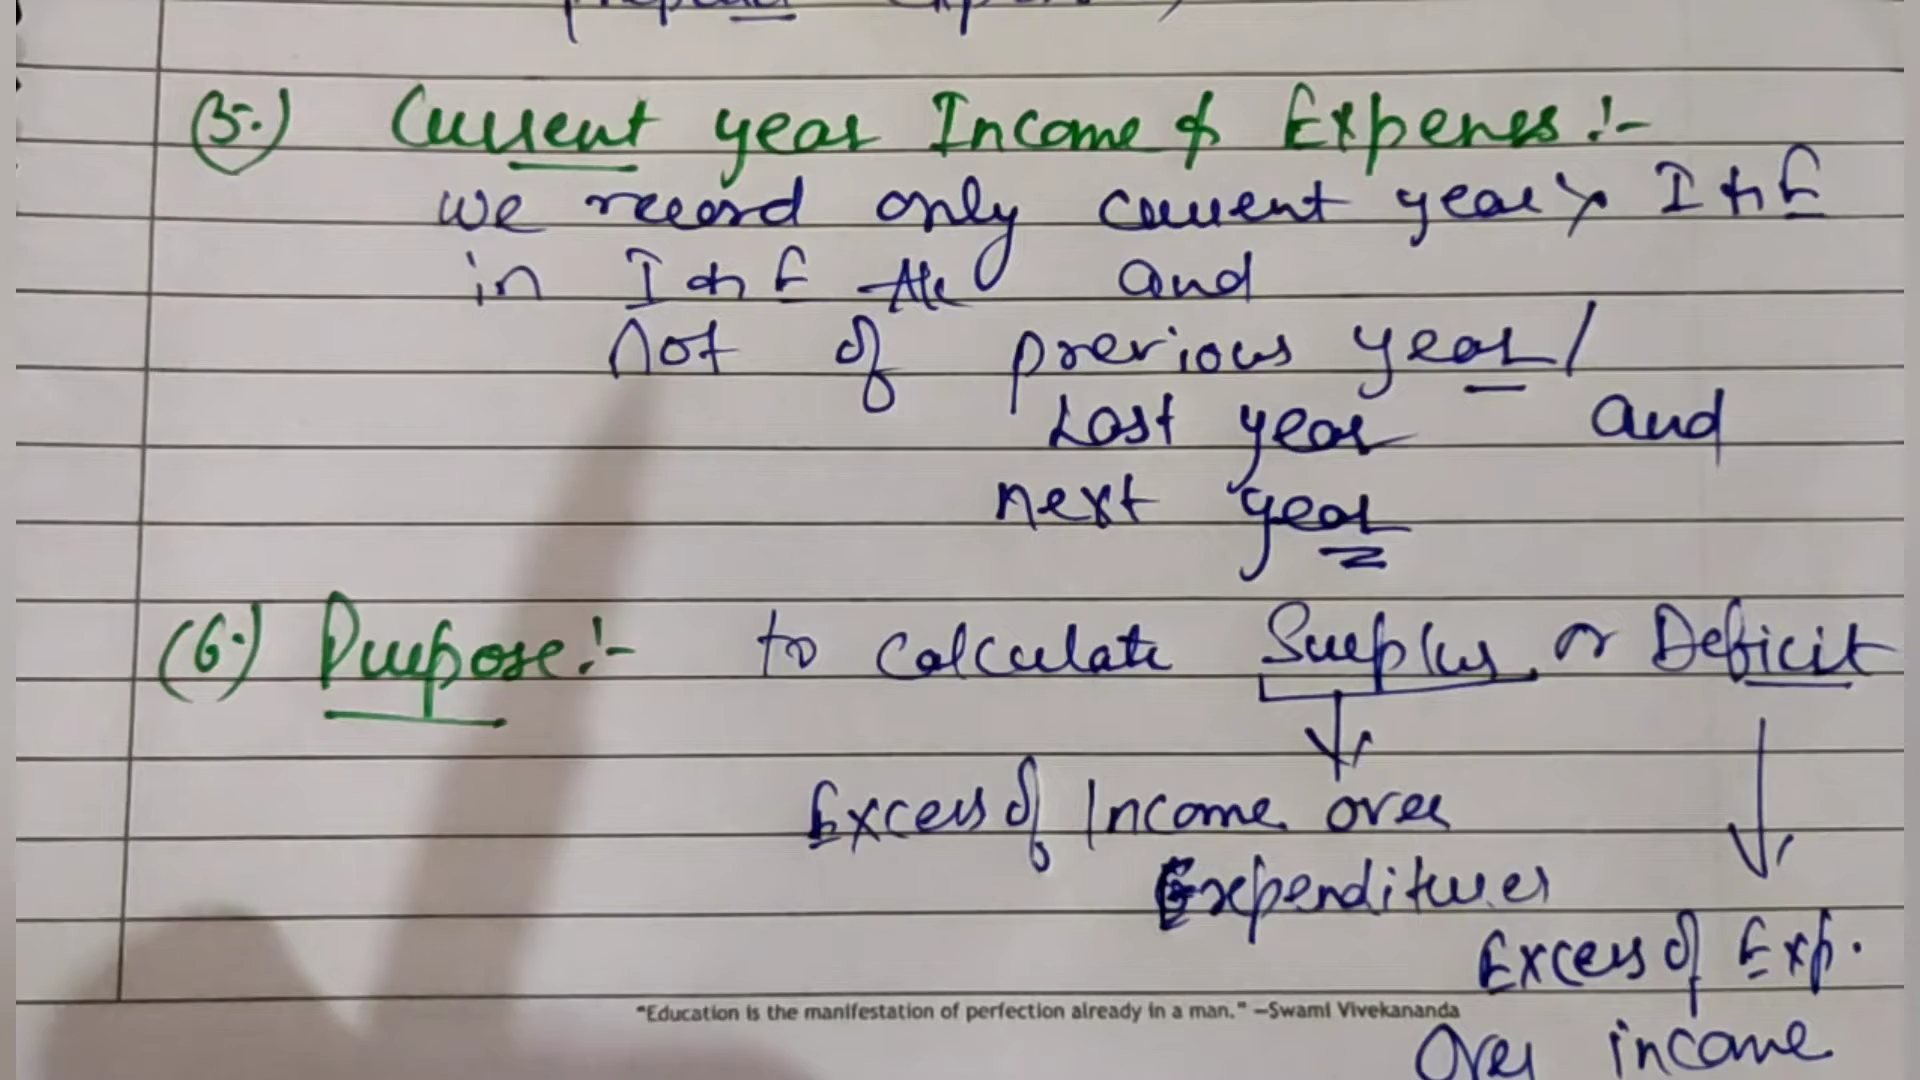 (5.) Current year Income & Expenses :-
we record only current year's I & E
in I & E A/c and
Not of previous year /
Last year and
next year
(6.) Purpose :- to calculate Surplus or Deficit
Excess of Income over
Expenditures
Excess of Exp.
"Education is the manifestation of perfection already in a man." —Swami Vivekananda
Over income